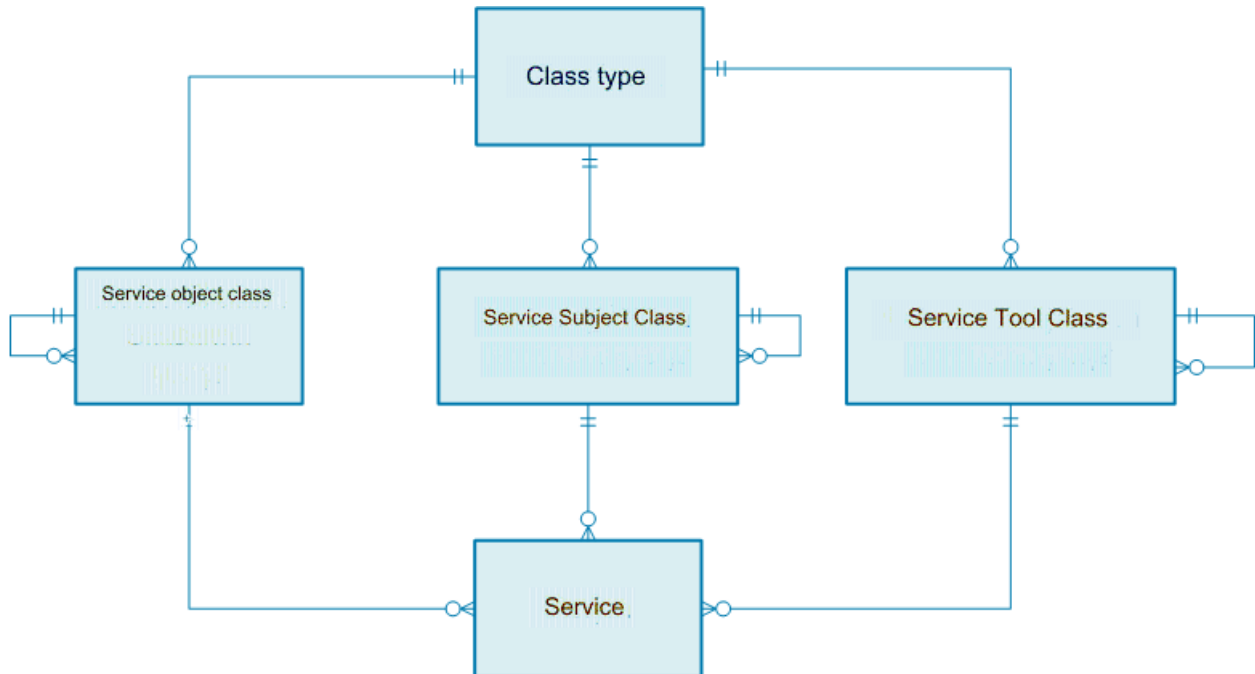 Class type
Service object class
Service Subject Class
Service Tool Class
Service